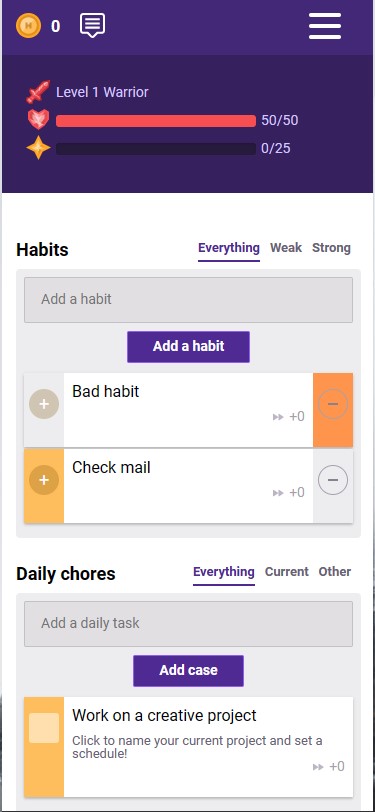 0
Level 1 Warrior
50/50
0/25
Habits
Everything Weak Strong
Add a habit
Add a habit
Bad habit
+0
Check mail
+0
Daily chores
Everything Current Other
Add a daily task
Add case
Work on a creative project
Click to name your current project and set a
schedule!
+0